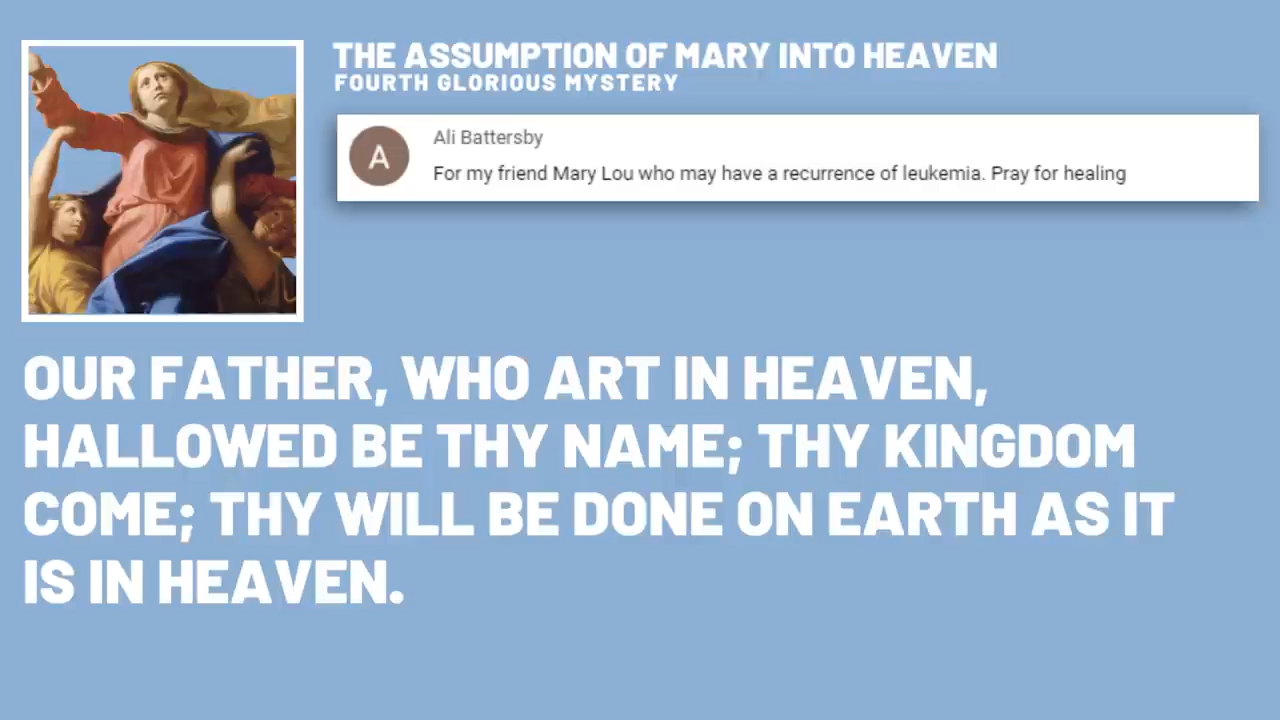 THE ASSUMPTION OF MARY INTO HEAVEN
FOURTH GLORIOUS MYSTERY
A
Ali Battersby
For my friend Mary Lou who may have a recurrence of leukemia. Pray for healing
OUR FATHER, WHO ART IN HEAVEN,
HALLOWED BE THY NAME; THY KINGDOM
COME; THY WILL BE DONE ON EARTH AS IT
IS IN HEAVEN.